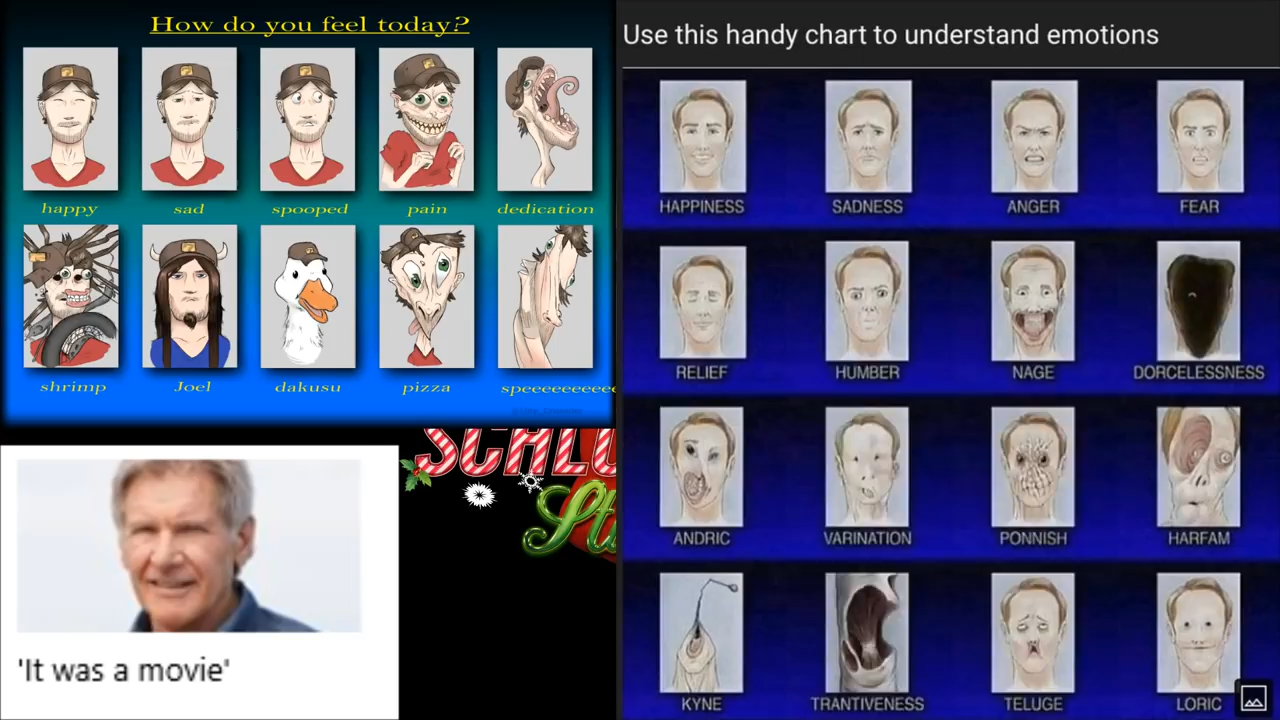 How do you feel today?
happy sad spooped pain dedication
shrimp Joel dakusu pizza speeeeeeeeee
'It was a movie'
Use this handy chart to understand emotions
HAPPINESS SADNESS ANGER FEAR
RELIEF HUMBER NAGE DORCELESSNESS
ANDRIC VARINATION PONNISH HARFAM
KYNE TRANTIVENESS TELUGE LORIC